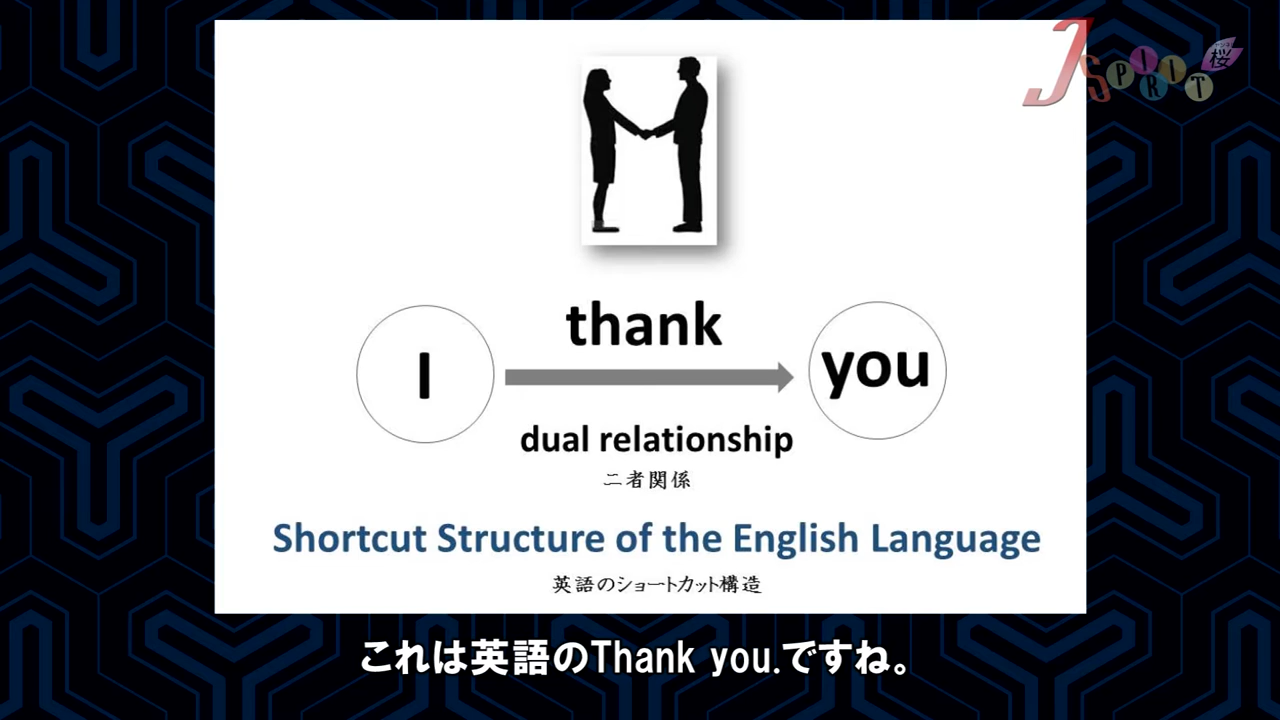 J SPIRIT
桜
thank
I
you
dual relationship
二者関係
Shortcut Structure of the English Language
英語のショートカット構造
これは英語のThank you.ですね。